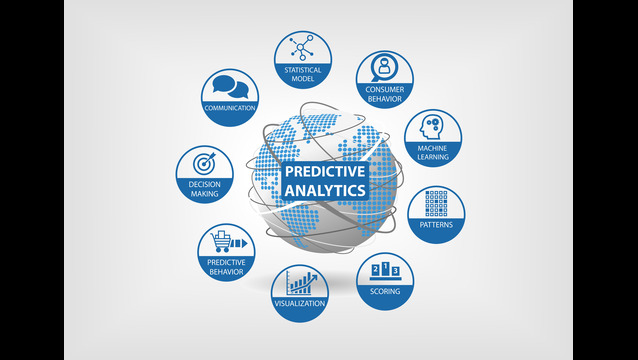 STATISTICAL
MODEL
CONSUMER
BEHAVIOR
COMMUNICATION
MACHINE
LEARNING
DECISION
MAKING
PREDICTIVE
ANALYTICS
PATTERNS
PREDICTIVE
BEHAVIOR
2 1 3
SCORING
VISUALIZATION